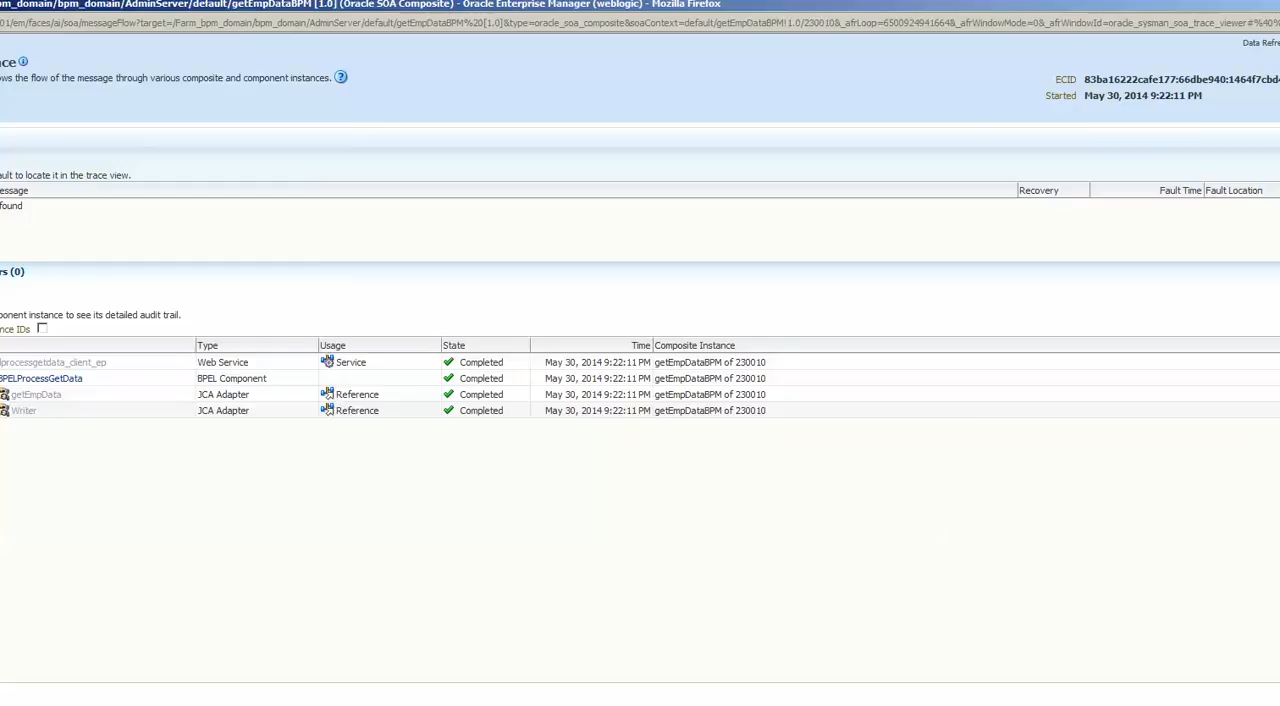 pm_domain/bpm_domain/AdminServer/default/getEmpDataBPM [1.0] (Oracle SOA Composite) - Oracle Enterprise Manager (weblogic) - Mozilla Firefox
01/em/faces/ai/soa/messageFlow?target=/Farm_bpm_domain/bpm_domain/AdminServer/default/getEmpDataBPM%20[1.0]&type=oracle_soa_composite&soaContext=default/getEmpDataBPM!1.0/230010&_afrLoop=6500924941664&_afrWindowMode=0&_afrWindowId=oracle_sysman_soa_trace_viewer#%40%
Data Refre
ce
ows the flow of the message through various composite and component instances.
ECID 83ba16222cafe177:66dbe940:1464f7cbd4
Started May 30, 2014 9:22:11 PM
ault to locate it in the trace view.
essage Recovery Fault Time Fault Location
found
rs (0)
ponent instance to see its detailed audit trail.
nce IDs
Type Usage State Time Composite Instance
lprocessgetdata_client_ep Web Service Service Completed May 30, 2014 9:22:11 PM getEmpDataBPM of 230010
BPELProcessGetData BPEL Component Completed May 30, 2014 9:22:11 PM getEmpDataBPM of 230010
getEmpData JCA Adapter Reference Completed May 30, 2014 9:22:11 PM getEmpDataBPM of 230010
Writer JCA Adapter Reference Completed May 30, 2014 9:22:11 PM getEmpDataBPM of 230010